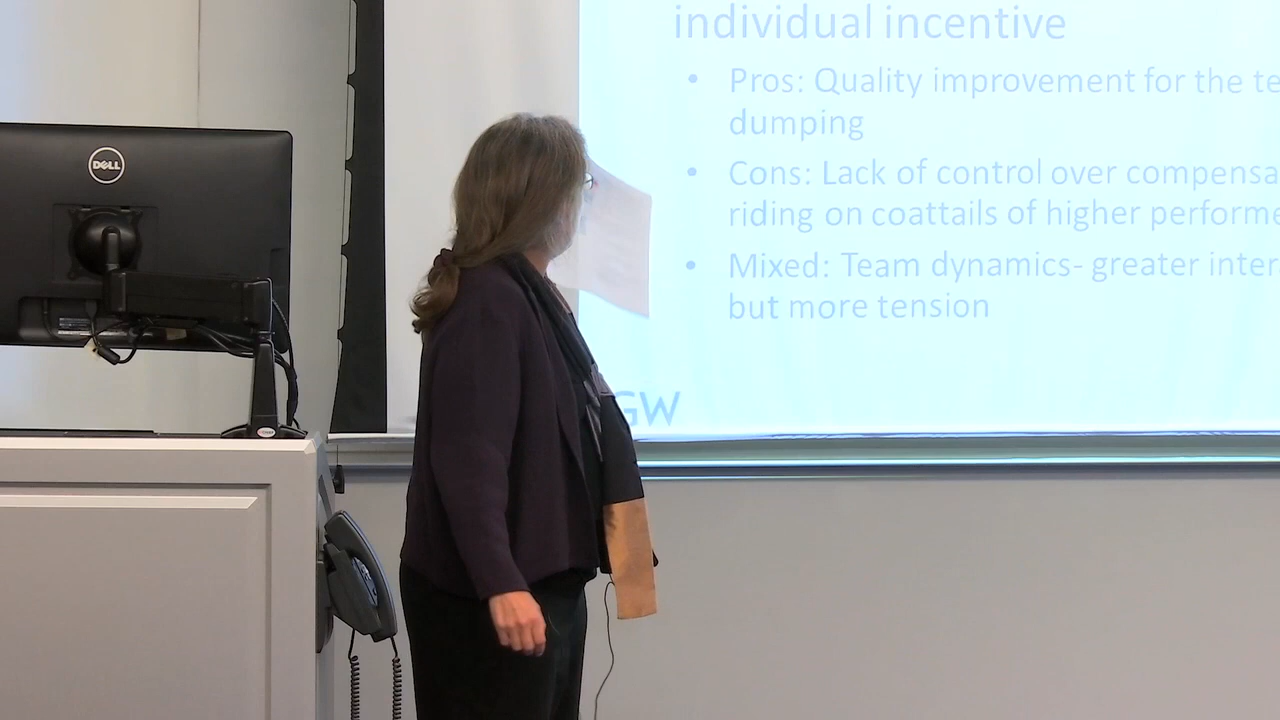 individual incentive
• Pros: Quality improvement for the te
dumping
• Cons: Lack of control over compensa
riding on coattails of higher performe
• Mixed: Team dynamics- greater inter
but more tension
GW
DELL